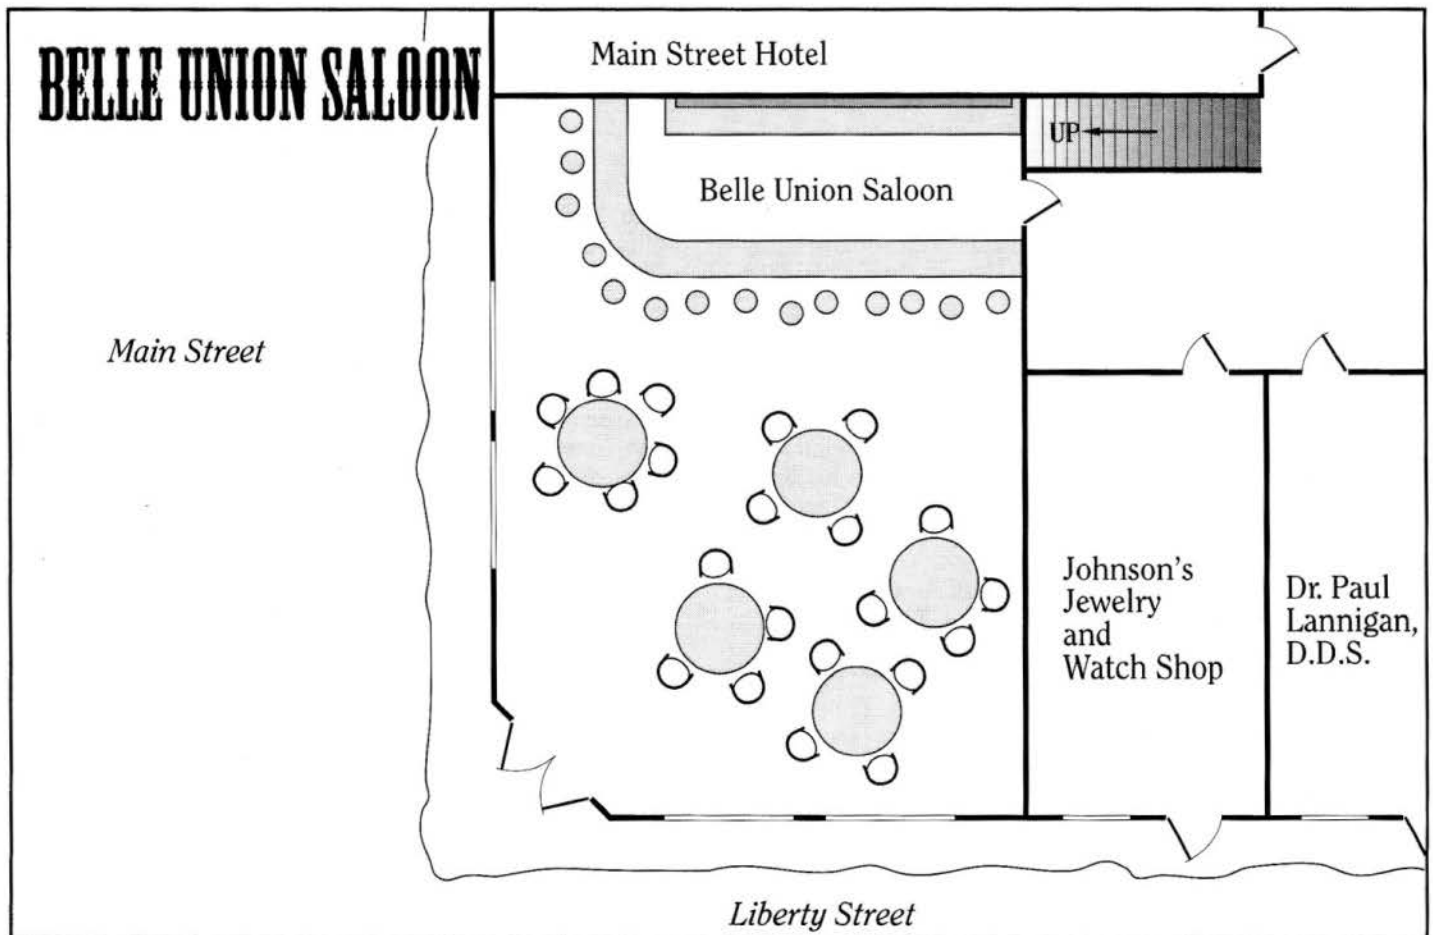 BELLE UNION SALOON
Main Street Hotel
UP
Belle Union Saloon
Main Street
Johnson's
Jewelry
and
Watch Shop
Dr. Paul
Lannigan,
D.D.S.
Liberty Street